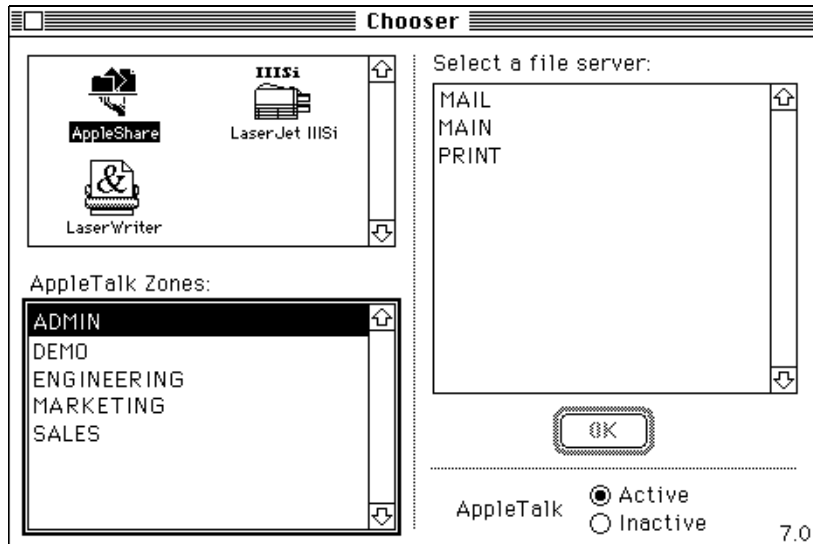 Chooser
IIISi
AppleShare
LaserJet IIISi
&
LaserWriter
AppleTalk Zones:
ADMIN
DEMO
ENGINEERING
MARKETING
SALES
Select a file server:
MAIL
MAIN
PRINT
OK
AppleTalk
Active
Inactive
7.0